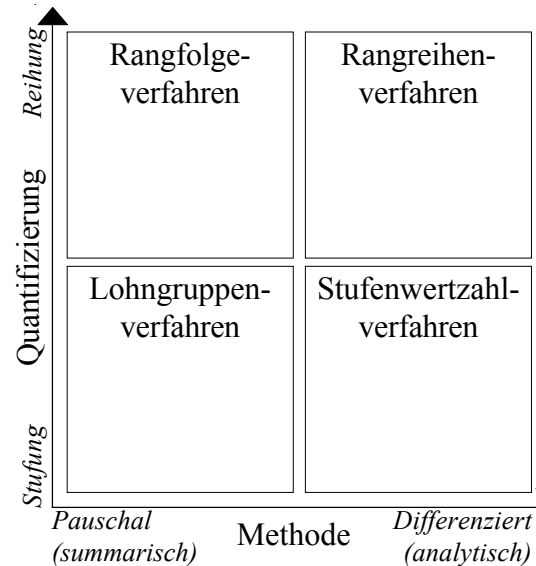 Reihung
Quantifizierung
Stufung
Rangfolge-
verfahren
Rangreihen-
verfahren
Lohngruppen-
verfahren
Stufenwertzahl-
verfahren
Pauschal
(summarisch)
Methode
Differenziert
(analytisch)